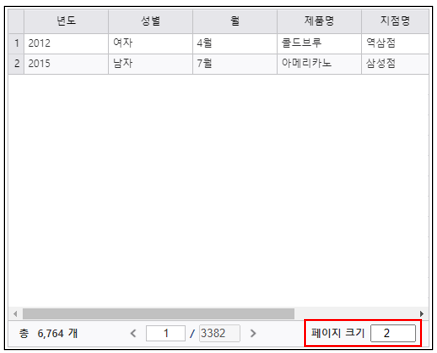 년도 성별 월 제품명 지점명
1 2012 여자 4월 콜드브루 역삼점
2 2015 남자 7월 아메리카노 삼성점
총 6,764 개 < 1 / 3382 > 페이지 크기 2